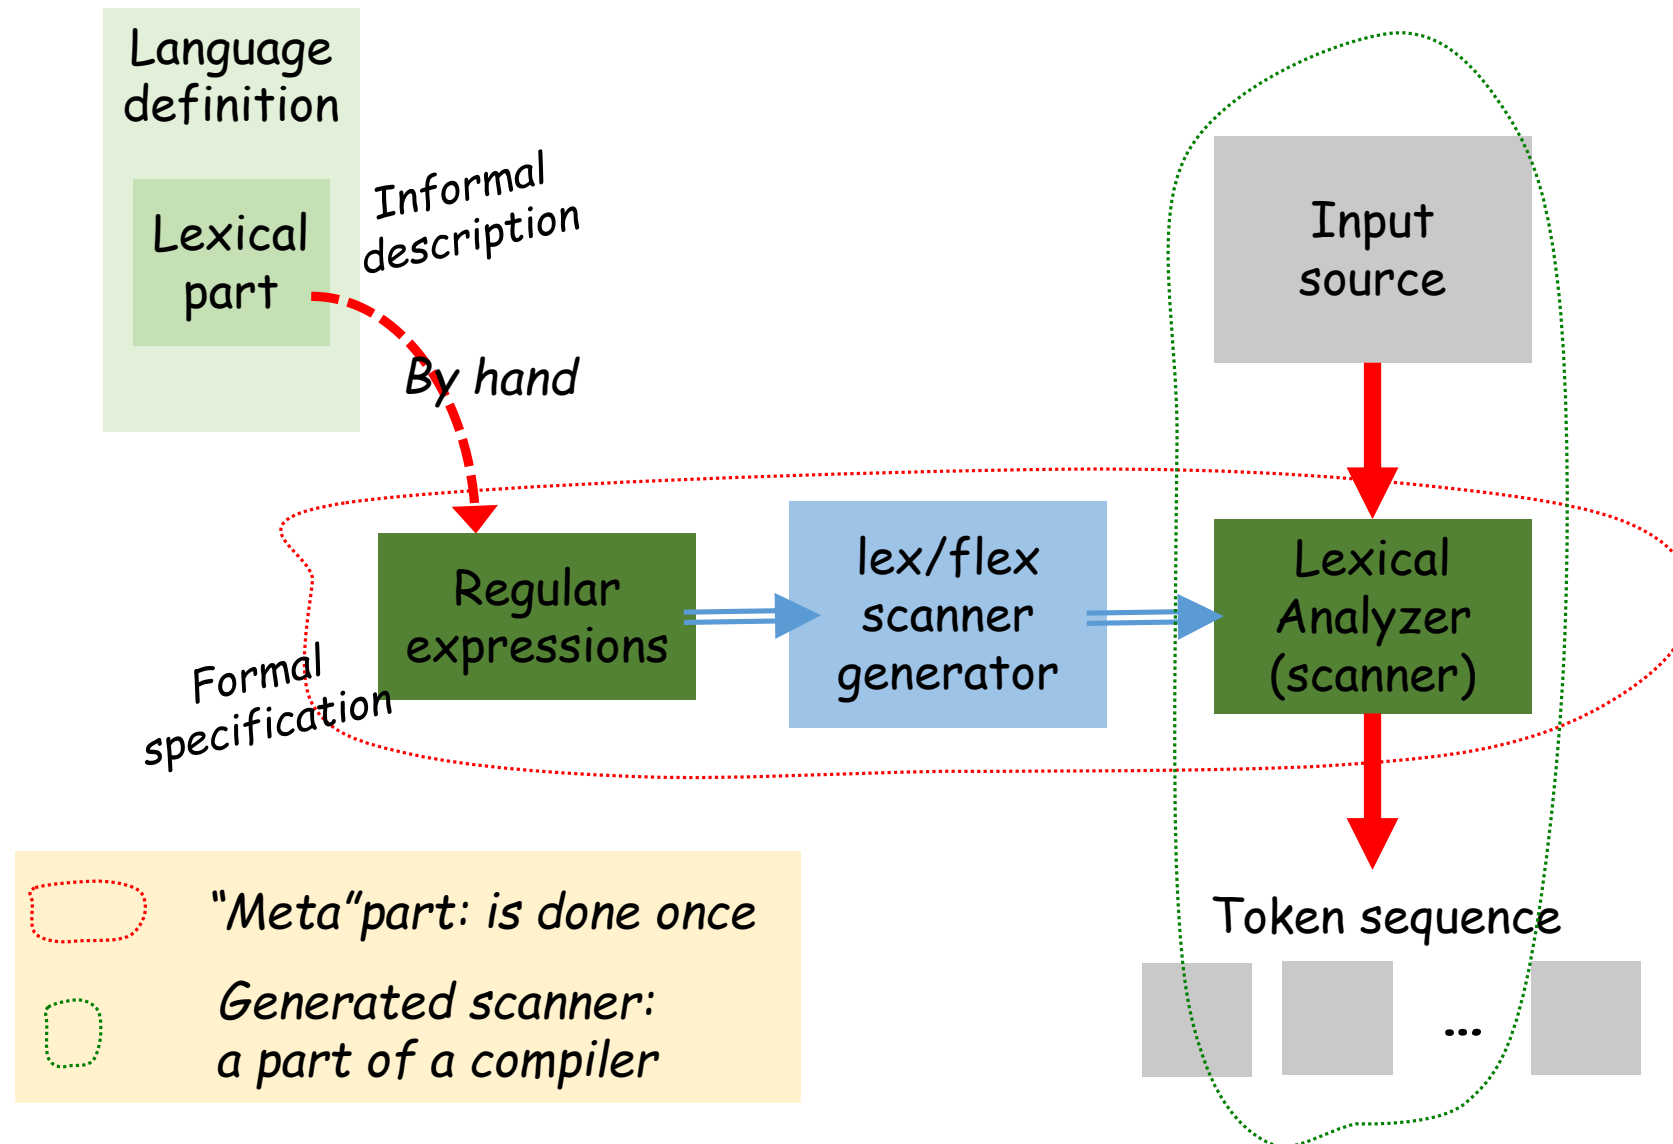 Language
definition
Lexical
part
Informal
description
By hand
Input
source
Regular
expressions
lex/flex
scanner
generator
Lexical
Analyzer
(scanner)
Formal
specification
“Meta”part: is done once
Generated scanner:
a part of a compiler
Token sequence
...